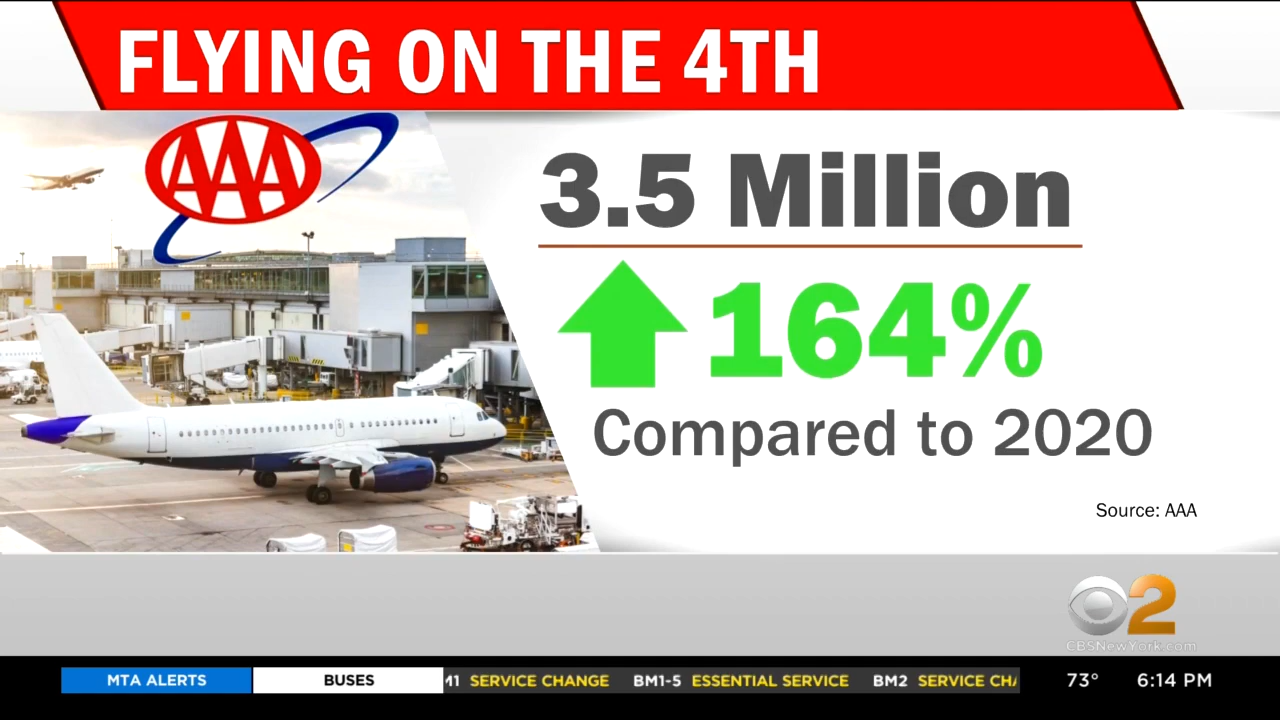 FLYING ON THE 4TH
AAA
3.5 Million
164%
Compared to 2020
Source: AAA
2
CBSNewYork.com
MTA ALERTS BUSES SERVICE CHANGE BM1-5 ESSENTIAL SERVICE BM2 SERVICE 73° 6:14 PM